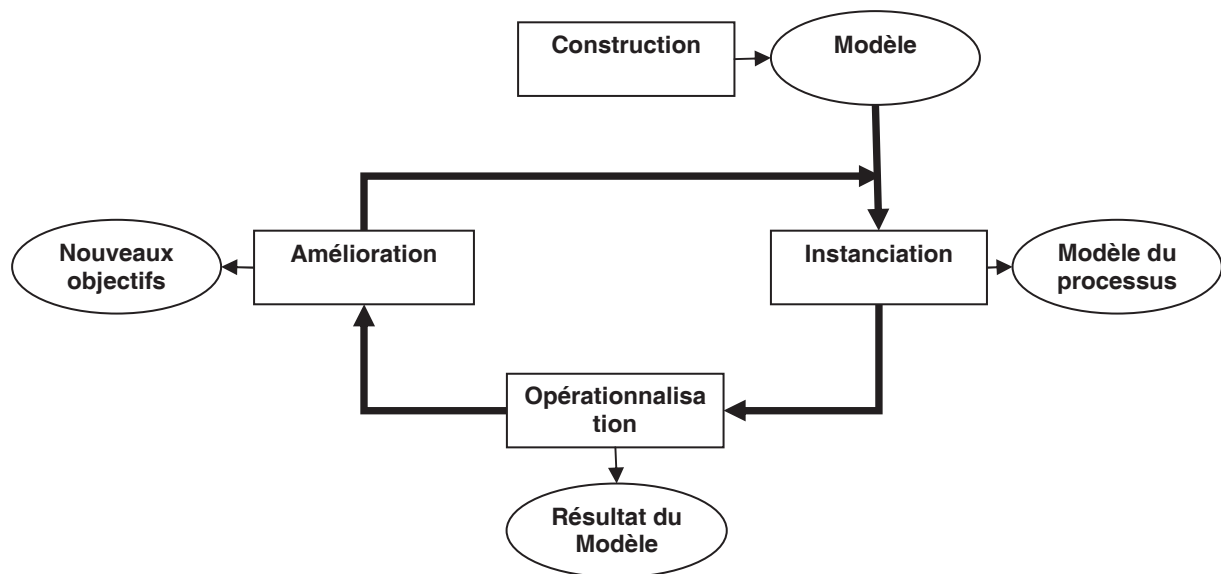 Construction
Modèle
Nouveaux
objectifs
Amélioration
Instanciation
Modèle du
processus
Opérationnalisa
tion
Résultat du
Modèle